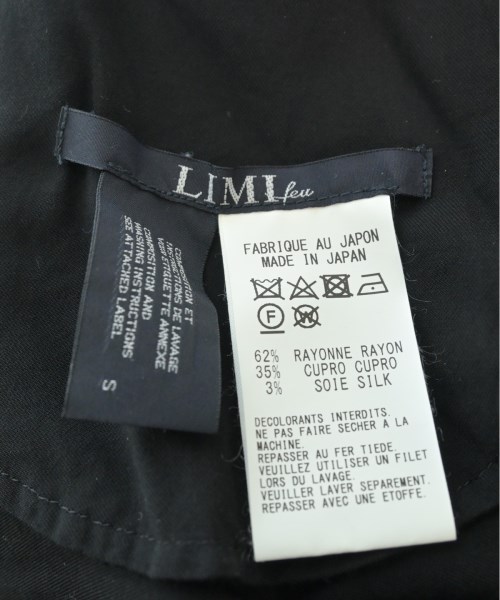 LIMI feu
COMPOSITION ET
INSTRUCTIONS DE LAVAGE
VOIR ETIQUETTE ANNEXE
COMPOSITION AND
WASHING INSTRUCTIONS
SEE ATTACHED LABEL
S
FABRIQUE AU JAPON
MADE IN JAPAN
F W
62% RAYONNE RAYON
35% CUPRO CUPRO
3% SOIE SILK
DECOLORANTS INTERDITS.
NE PAS FAIRE SECHER A LA
MACHINE.
REPASSER AU FER TIEDE.
VEUILLEZ UTILISER UN FILET
LORS DU LAVAGE.
VEUILLER LAVER SEPAREMENT.
REPASSER AVEC UNE ETOFFE.